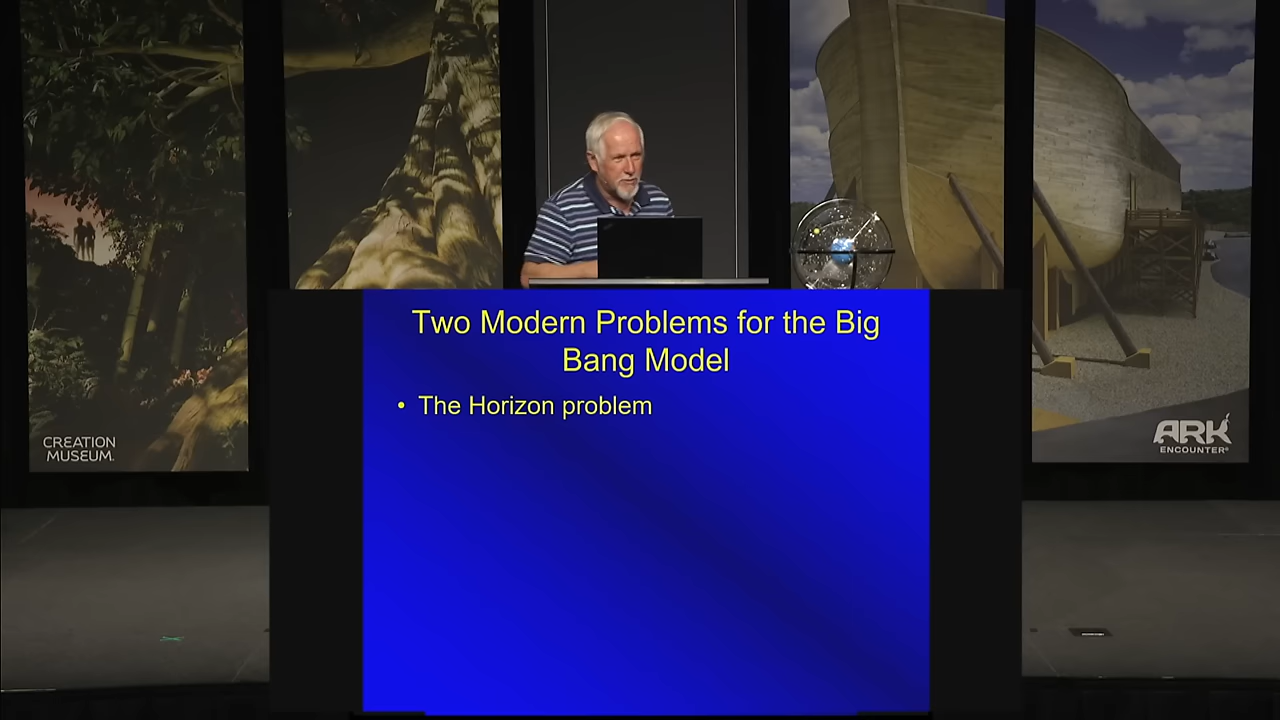 Two Modern Problems for the Big
Bang Model
• The Horizon problem
CREATION
MUSEUM.
ARK
ENCOUNTER®